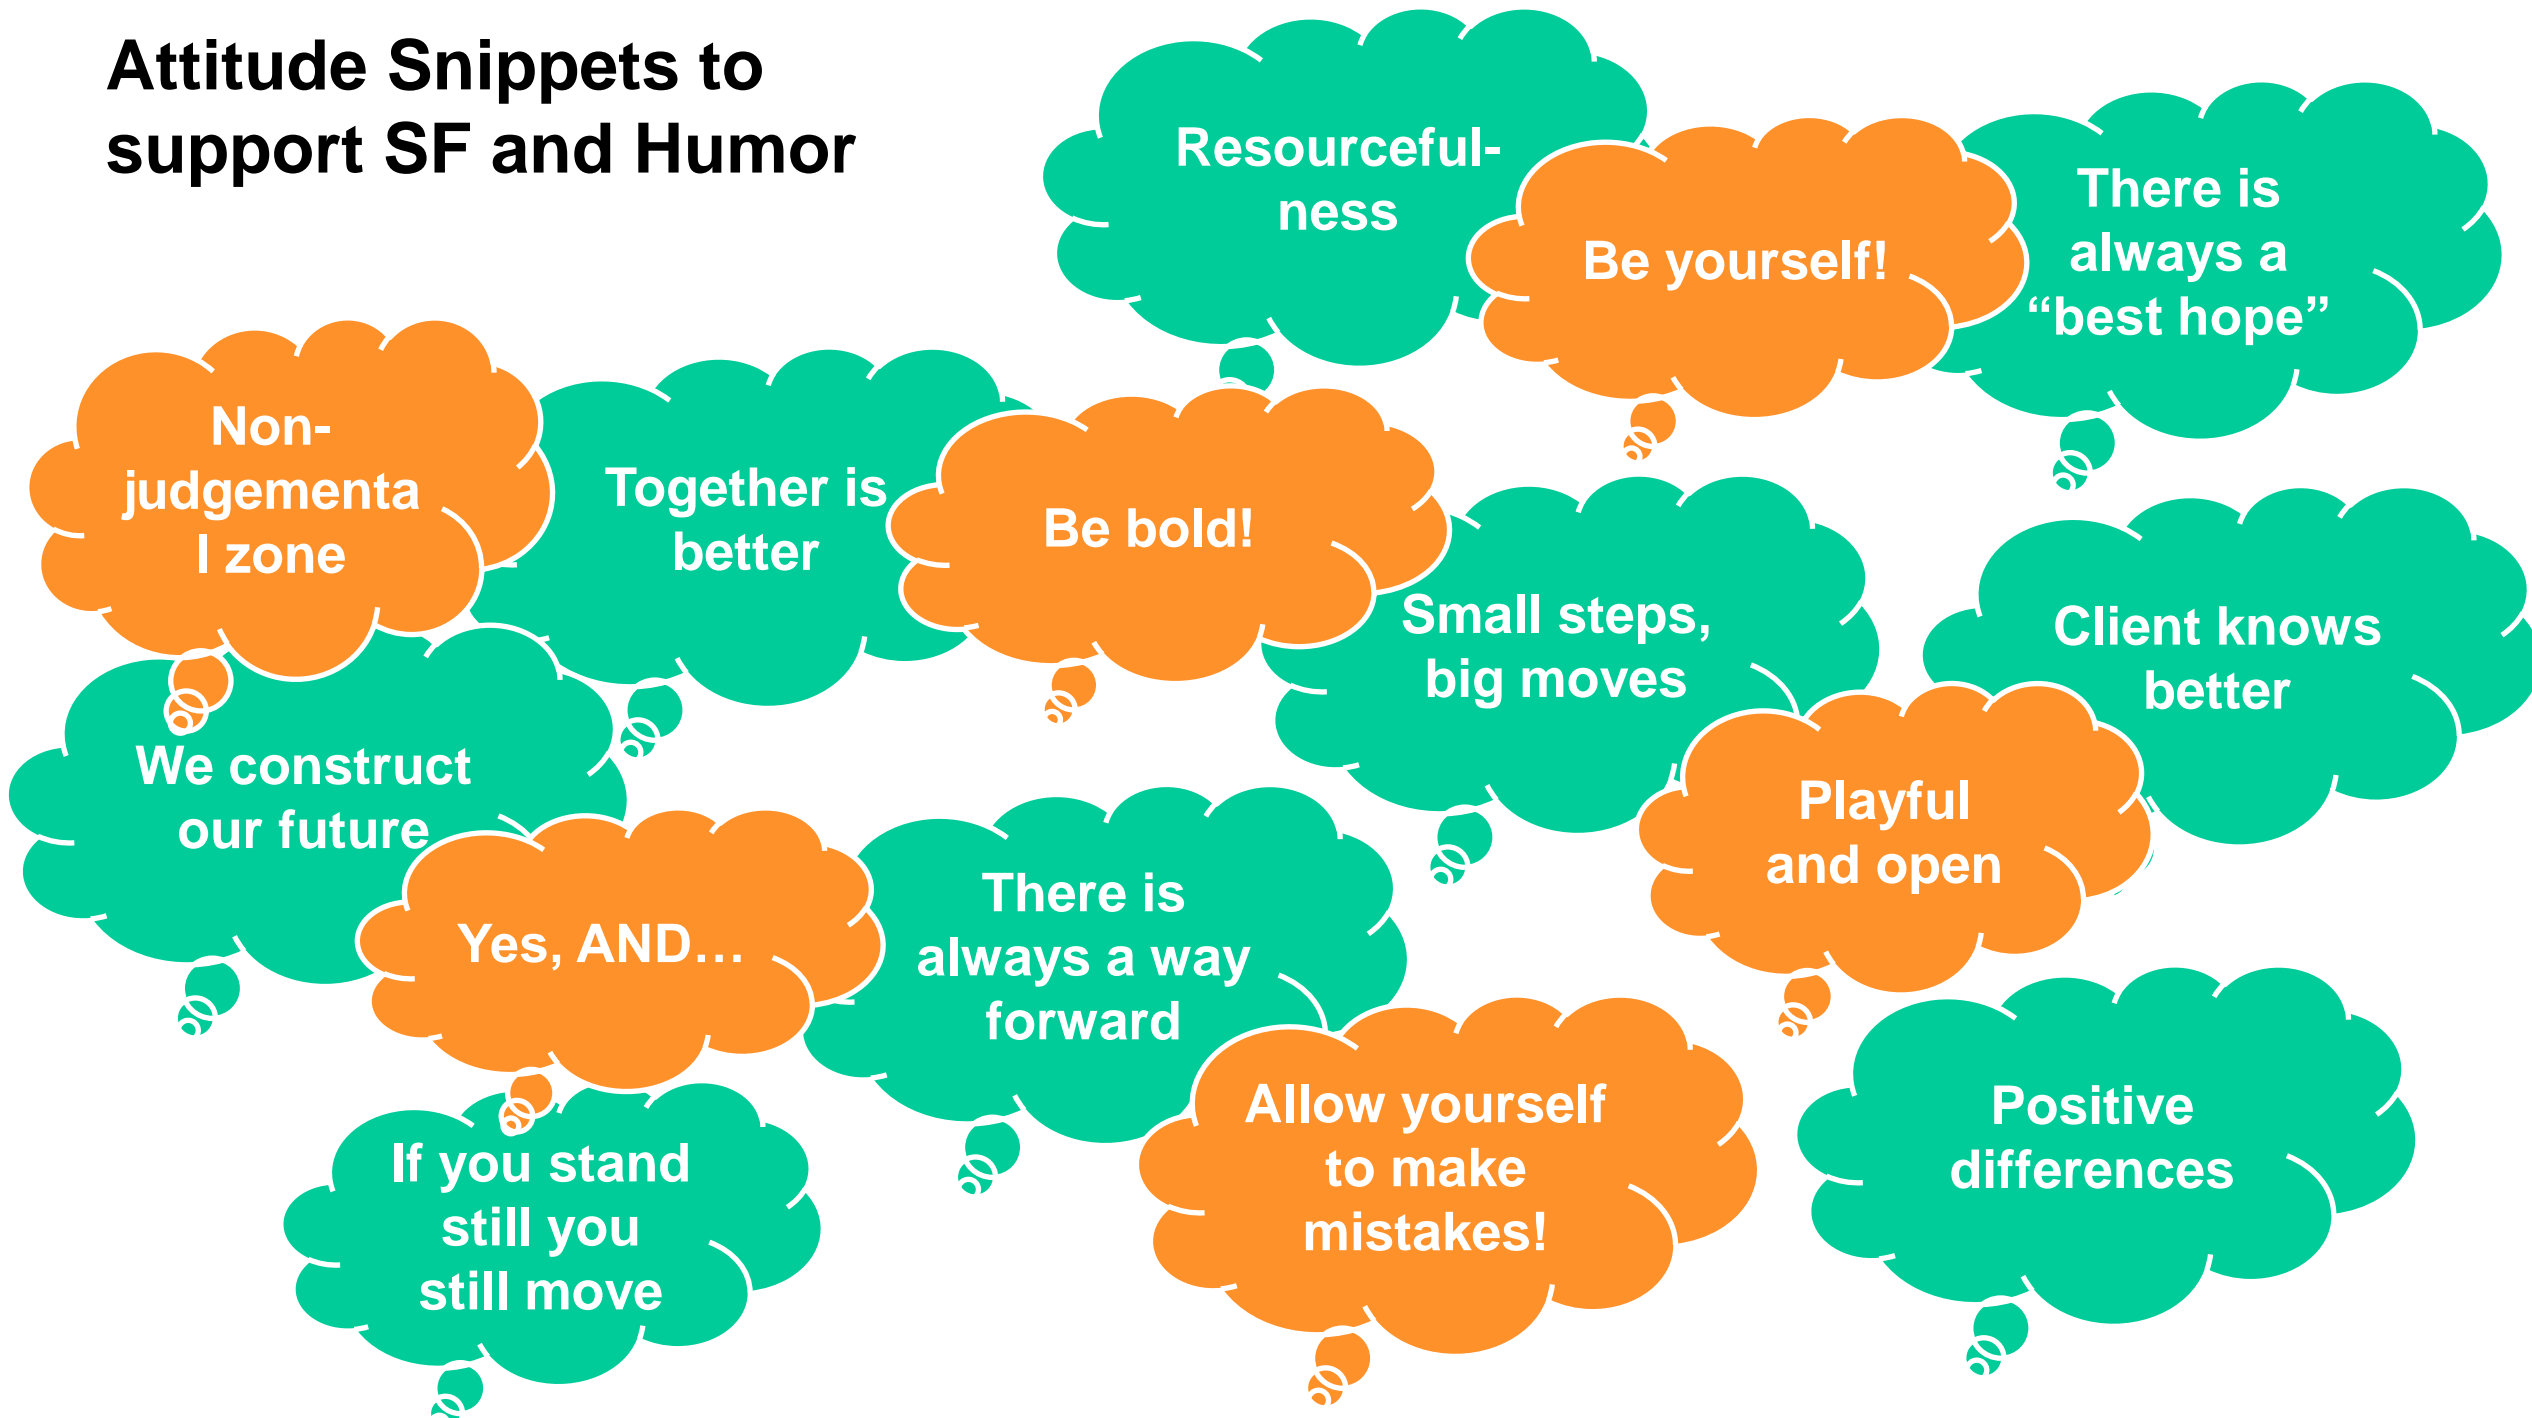 Attitude Snippets to
support SF and Humor
Resourceful-
ness
Be yourself!
There is
always a
“best hope”
Non-
judgementa
l zone
Together is
better
Be bold!
Small steps,
big moves
Client knows
better
We construct
our future
Playful
and open
Yes, AND…
There is
always a way
forward
Allow yourself
to make
mistakes!
Positive
differences
If you stand
still you
still move